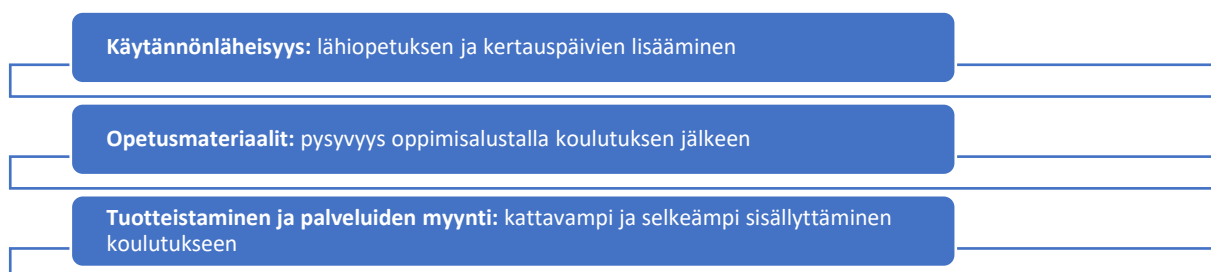 Käytännönläheisyys: lähiopetuksen ja kertauspäivien lisääminen
Opetusmateriaalit: pysyvyys oppimisalustalla koulutuksen jälkeen
Tuotteistaminen ja palveluiden myynti: kattavampi ja selkeämpi sisällyttäminen
koulutukseen